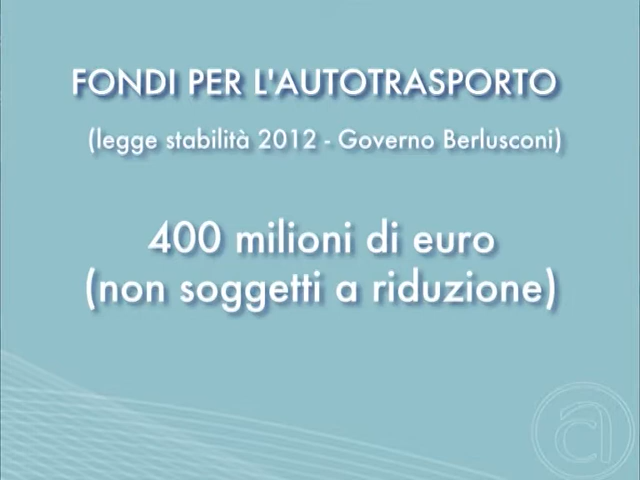 FONDI PER L'AUTOTRASPORTO
(legge stabilità 2012 - Governo Berlusconi)
400 milioni di euro
(non soggetti a riduzione)